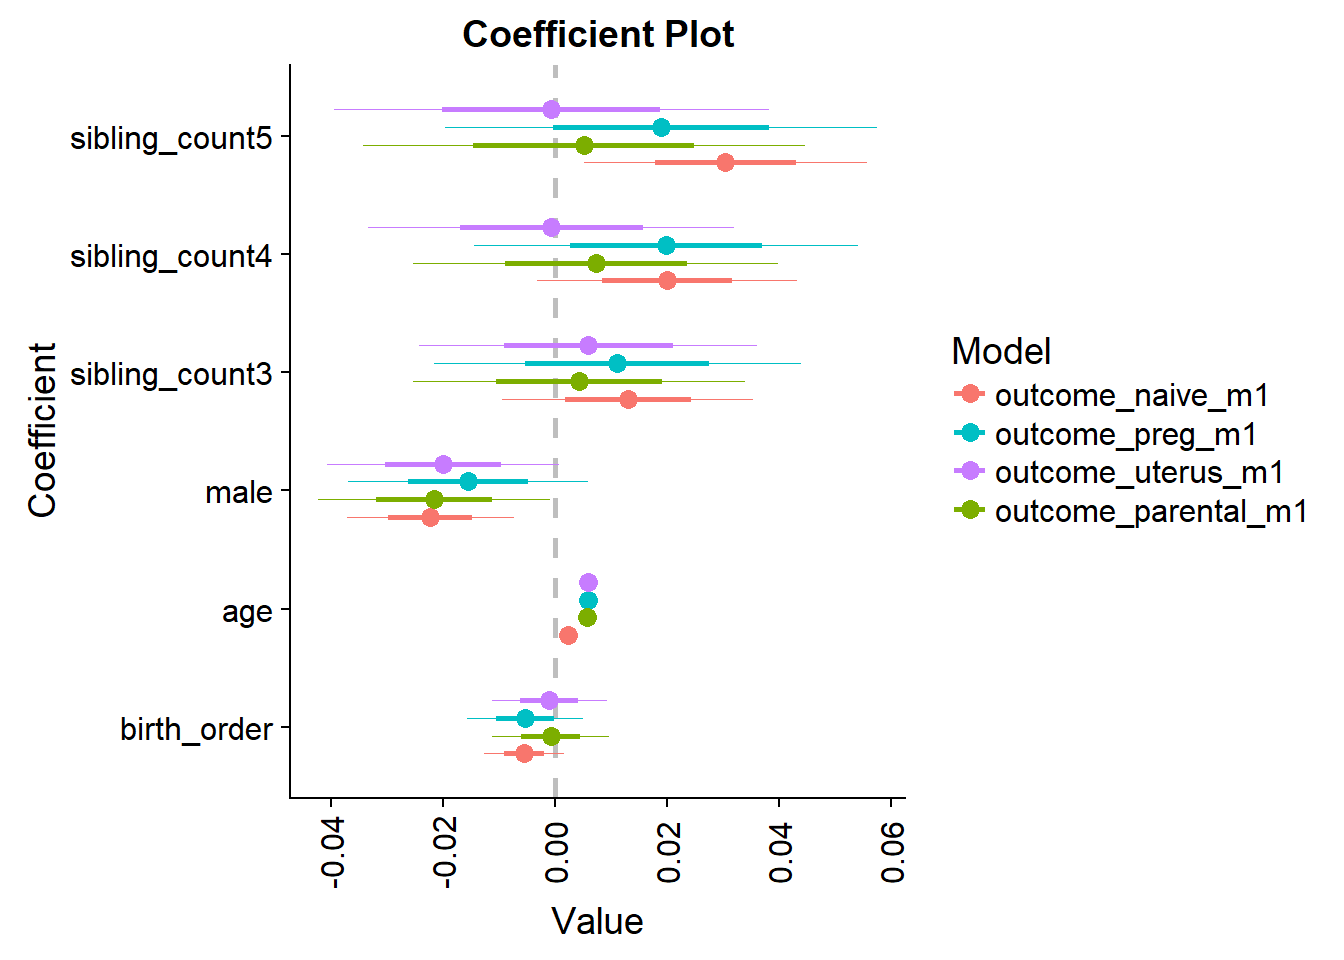 Coefficient Plot
sibling_count5
sibling_count4
sibling_count3
male
age
birth_order
Coefficient
-0.04
-0.02
0.00
0.02
0.04
0.06
Value
Model
outcome_naive_m1
outcome_preg_m1
outcome_uterus_m1
outcome_parental_m1